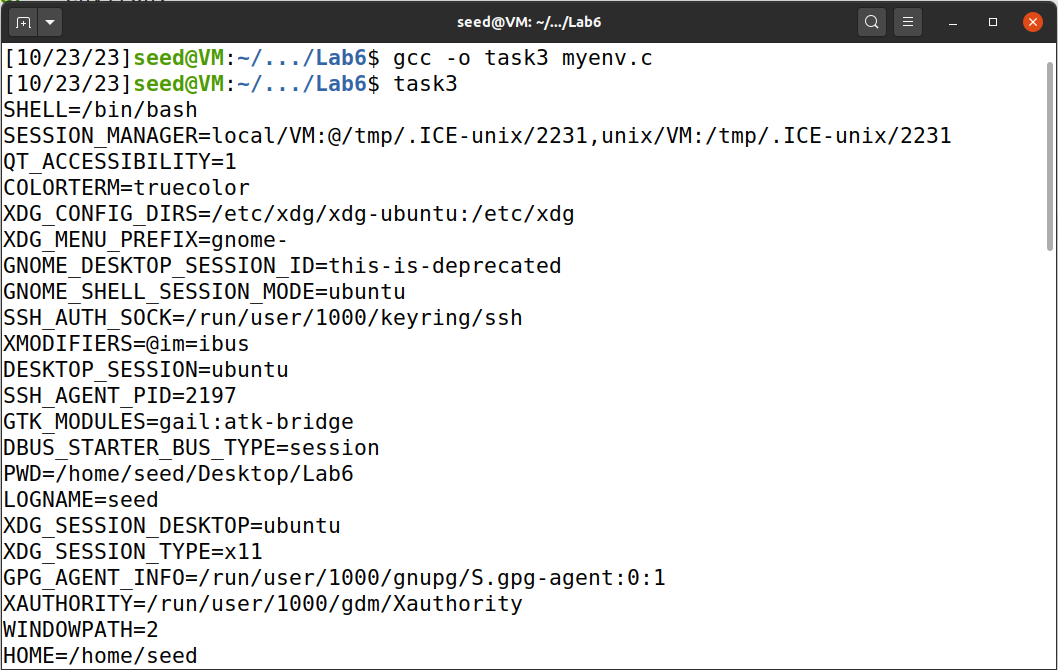 seed@VM: ~/.../Lab6
[10/23/23]seed@VM:~/.../Lab6$ gcc -o task3 myenv.c
[10/23/23]seed@VM:~/.../Lab6$ task3
SHELL=/bin/bash
SESSION_MANAGER=local/VM:@/tmp/.ICE-unix/2231,unix/VM:/tmp/.ICE-unix/2231
QT_ACCESSIBILITY=1
COLORTERM=truecolor
XDG_CONFIG_DIRS=/etc/xdg/xdg-ubuntu:/etc/xdg
XDG_MENU_PREFIX=gnome-
GNOME_DESKTOP_SESSION_ID=this-is-deprecated
GNOME_SHELL_SESSION_MODE=ubuntu
SSH_AUTH_SOCK=/run/user/1000/keyring/ssh
XMODIFIERS=@im=ibus
DESKTOP_SESSION=ubuntu
SSH_AGENT_PID=2197
GTK_MODULES=gail:atk-bridge
DBUS_STARTER_BUS_TYPE=session
PWD=/home/seed/Desktop/Lab6
LOGNAME=seed
XDG_SESSION_DESKTOP=ubuntu
XDG_SESSION_TYPE=x11
GPG_AGENT_INFO=/run/user/1000/gnupg/S.gpg-agent:0:1
XAUTHORITY=/run/user/1000/gdm/Xauthority
WINDOWPATH=2
HOME=/home/seed